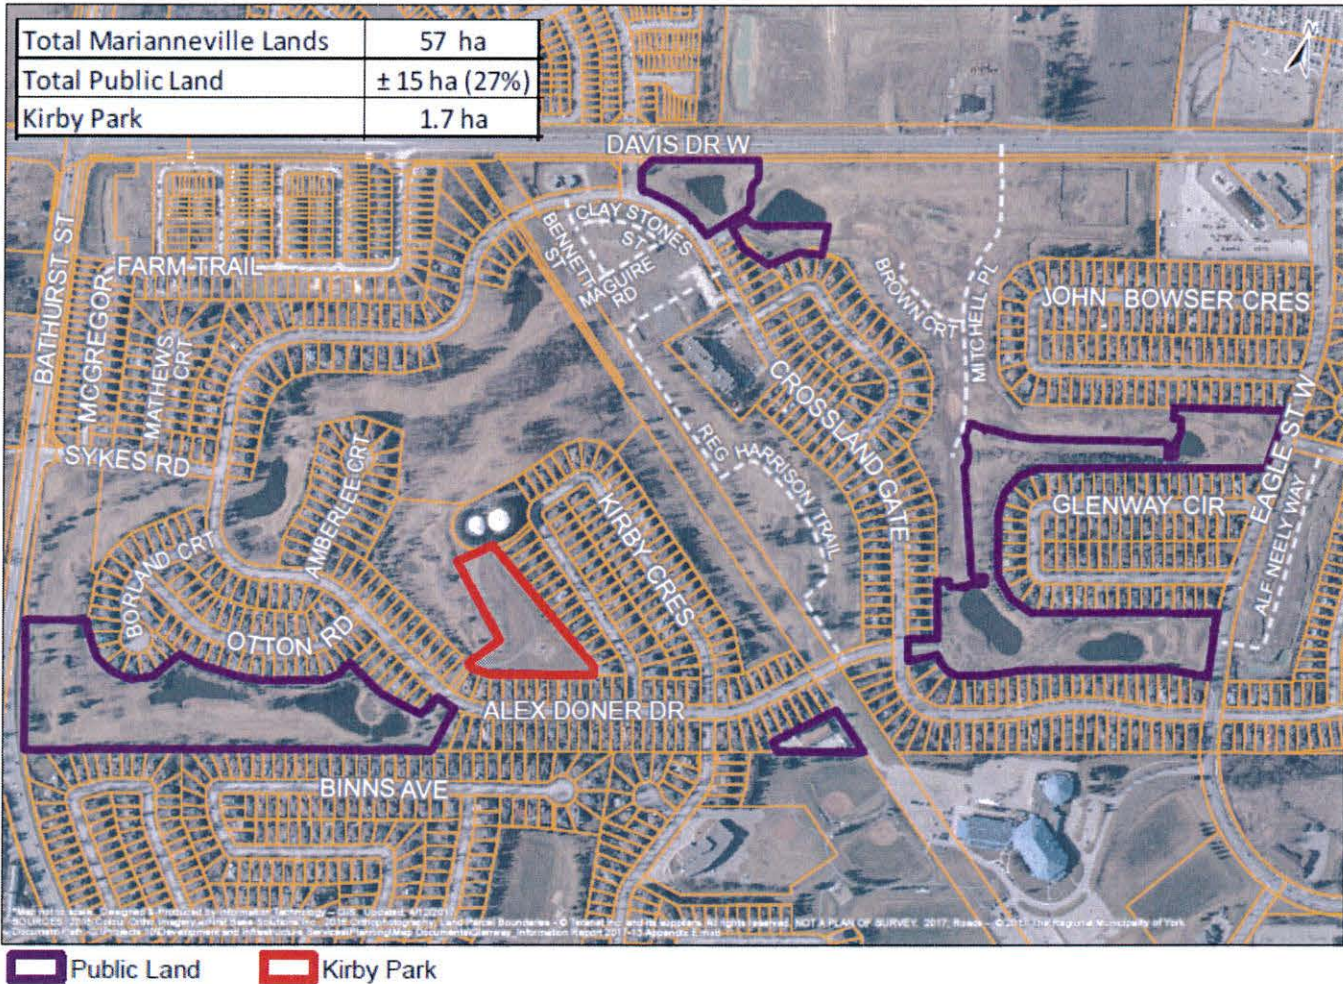 Total Marianneville Lands 57 ha
Total Public Land ± 15 ha (27%)
Kirby Park 1.7 ha
N
DAVIS DR W
BATHURST ST
FARM TRAIL
MCGREGOR
MATHEWS
CRT
SYKES RD
BENNETT
ST
CLAY STONES
ST
MAGUIRE
RD
BROWN CRT
MITCHELL PL
JOHN BOWSER CRES
CROSSLAND GATE
REG HARRISON TRAIL
EAGLE ST W
GLENWAY CIR
ALF NEELY WAY
AMBERLEE CRT
KIRBY CRES
BORLAND CRT
OTTON RD
ALEX DONER DR
BINNS AVE
Public Land
Kirby Park